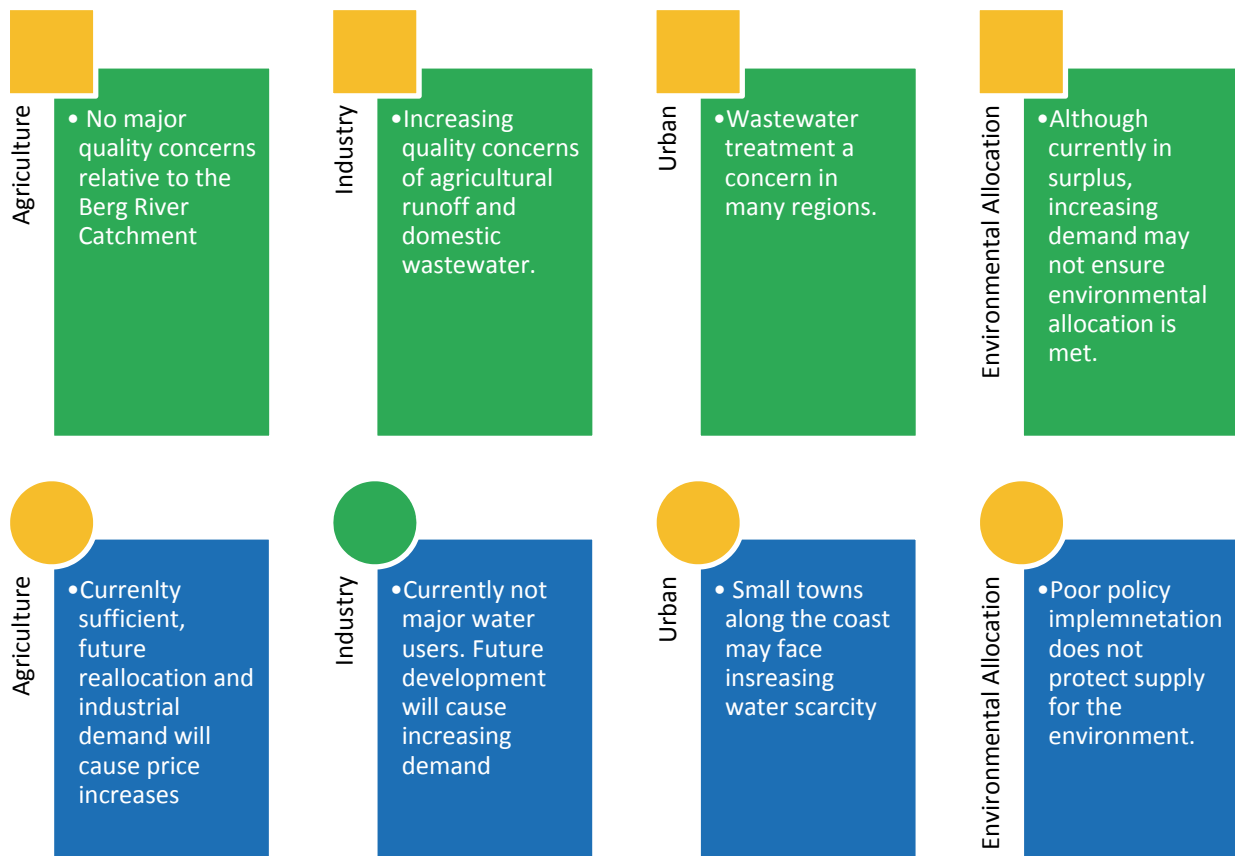 Agriculture
• No major
quality concerns
relative to the
Berg River
Catchment
Industry
•Increasing
quality concerns
of agricultural
runoff and
domestic
wastewater.
Urban
•Wastewater
treatment a
concern in
many regions.
Environmental Allocation
•Although
currently in
surplus,
increasing
demand may
not ensure
environmental
allocation is
met.
Agriculture
•Currenlty
sufficient,
future
reallocation and
industrial
demand will
cause price
increases
Industry
•Currently not
major water
users. Future
development
will cause
increasing
demand
Urban
• Small towns
along the coast
may face
insreasing
water scarcity
Environmental Allocation
•Poor policy
implemnetation
does not
protect supply
for the
environment.